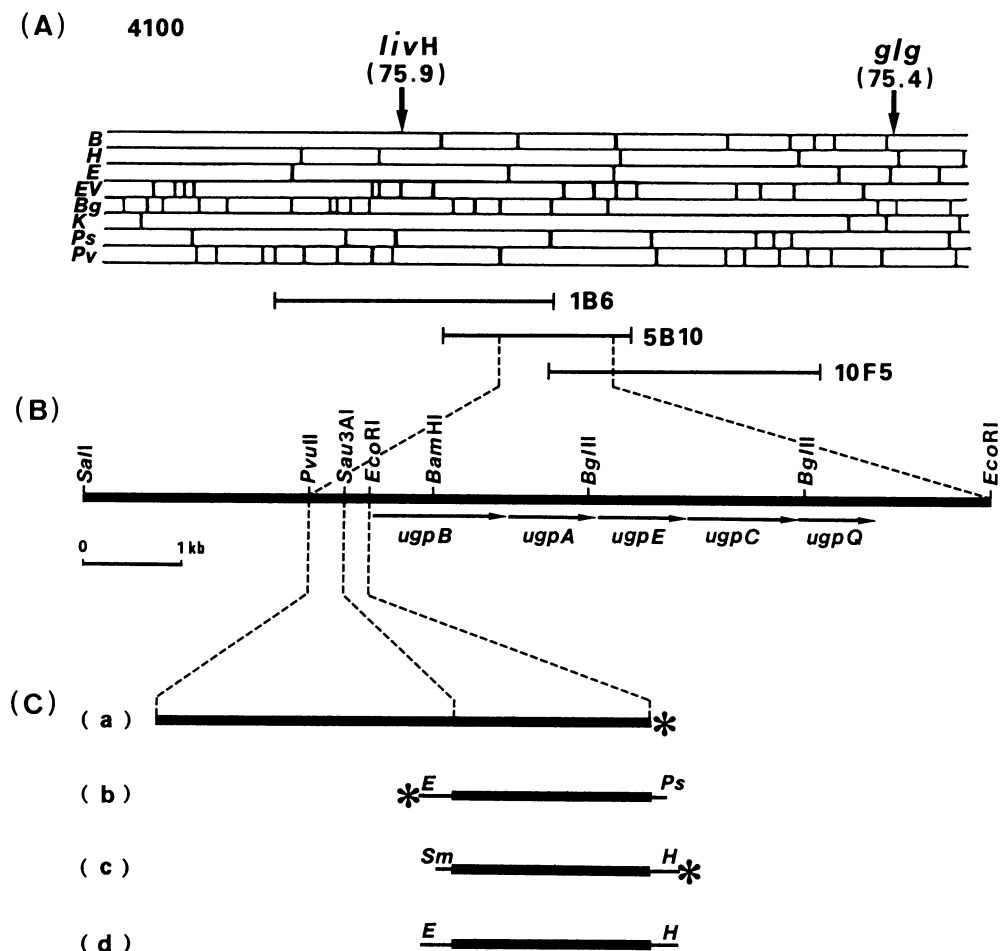 (A) 4100
livH
(75.9)
glg
(75.4)
B
H
E
EV
Bg
K
Ps
Pv
1B6
5B10
10F5
(B)
SalI
PvuII
Sau3AI
EcoRI
BamHI
BglII
BglII
EcoRI
ugpB
ugpA
ugpE
ugpC
ugpQ
0 1 kb
(C)
(a) *
(b) * E Ps
(c) Sm H *
(d) E H